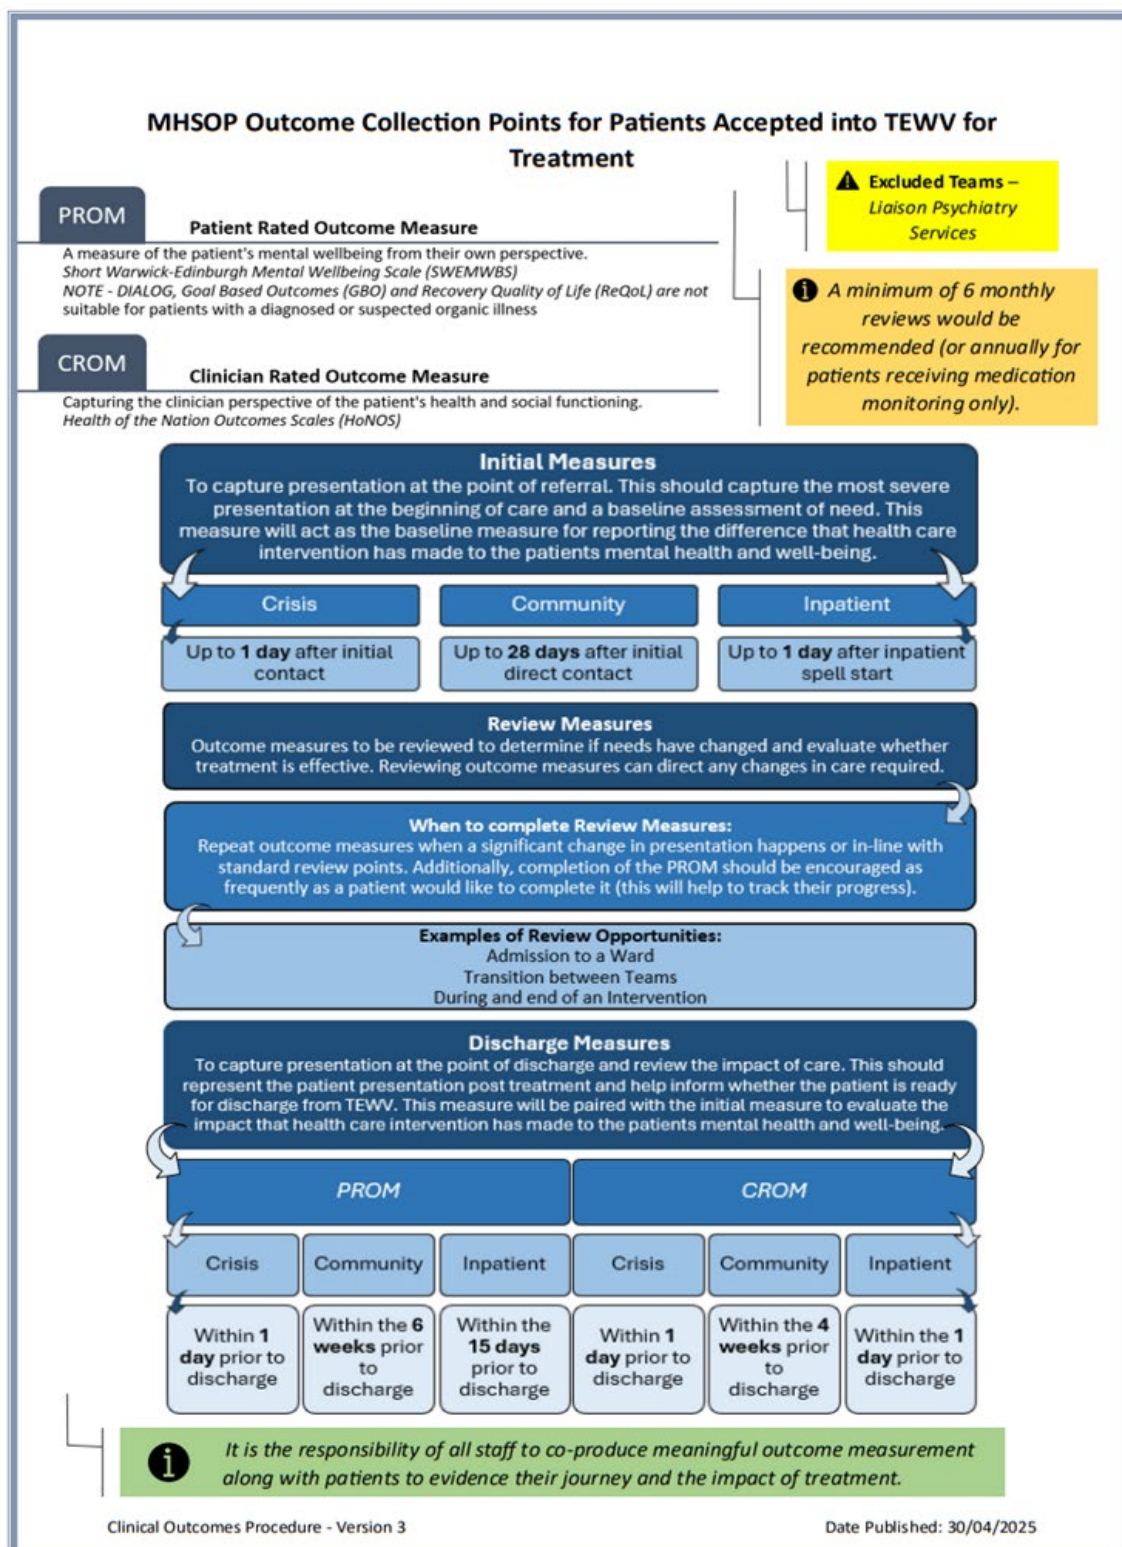 MHSOP Outcome Collection Points for Patients Accepted into TEWV for
Treatment
Excluded Teams –
Liaison Psychiatry
Services
PROM
Patient Rated Outcome Measure
A measure of the patient's mental wellbeing from their own perspective.
Short Warwick-Edinburgh Mental Wellbeing Scale (SWEMWBS)
NOTE - DIALOG, Goal Based Outcomes (GBO) and Recovery Quality of Life (ReQoL) are not
suitable for patients with a diagnosed or suspected organic illness
A minimum of 6 monthly
reviews would be
recommended (or annually for
patients receiving medication
monitoring only).
CROM
Clinician Rated Outcome Measure
Capturing the clinician perspective of the patient's health and social functioning.
Health of the Nation Outcomes Scales (HoNOS)
Initial Measures
To capture presentation at the point of referral. This should capture the most severe
presentation at the beginning of care and a baseline assessment of need. This
measure will act as the baseline measure for reporting the difference that health care
intervention has made to the patients mental health and well-being.
Crisis
Community
Inpatient
Up to 1 day after initial
contact
Up to 28 days after initial
direct contact
Up to 1 day after inpatient
spell start
Review Measures
Outcome measures to be reviewed to determine if needs have changed and evaluate whether
treatment is effective. Reviewing outcome measures can direct any changes in care required.
When to complete Review Measures:
Repeat outcome measures when a significant change in presentation happens or in-line with
standard review points. Additionally, completion of the PROM should be encouraged as
frequently as a patient would like to complete it (this will help to track their progress).
Examples of Review Opportunities:
Admission to a Ward
Transition between Teams
During and end of an Intervention
Discharge Measures
To capture presentation at the point of discharge and review the impact of care. This should
represent the patient presentation post treatment and help inform whether the patient is ready
for discharge from TEWV. This measure will be paired with the initial measure to evaluate the
impact that health care intervention has made to the patients mental health and well-being.
PROM
CROM
Crisis
Community
Inpatient
Crisis
Community
Inpatient
Within 1
day prior to
discharge
Within the 6
weeks prior
to
discharge
Within the
15 days
prior to
discharge
Within 1
day prior to
discharge
Within the 4
weeks prior
to
discharge
Within the 1
day prior to
discharge
It is the responsibility of all staff to co-produce meaningful outcome measurement
along with patients to evidence their journey and the impact of treatment.
Clinical Outcomes Procedure - Version 3
Date Published: 30/04/2025